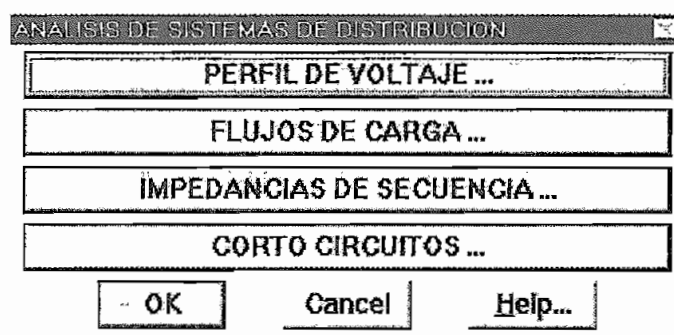 ANALISIS DE SISTEMAS DE DISTRIBUCION
PERFIL DE VOLTAJE ...
FLUJOS DE CARGA ...
IMPEDANCIAS DE SECUENCIA ...
CORTO CIRCUITOS ...
OK Cancel Help...